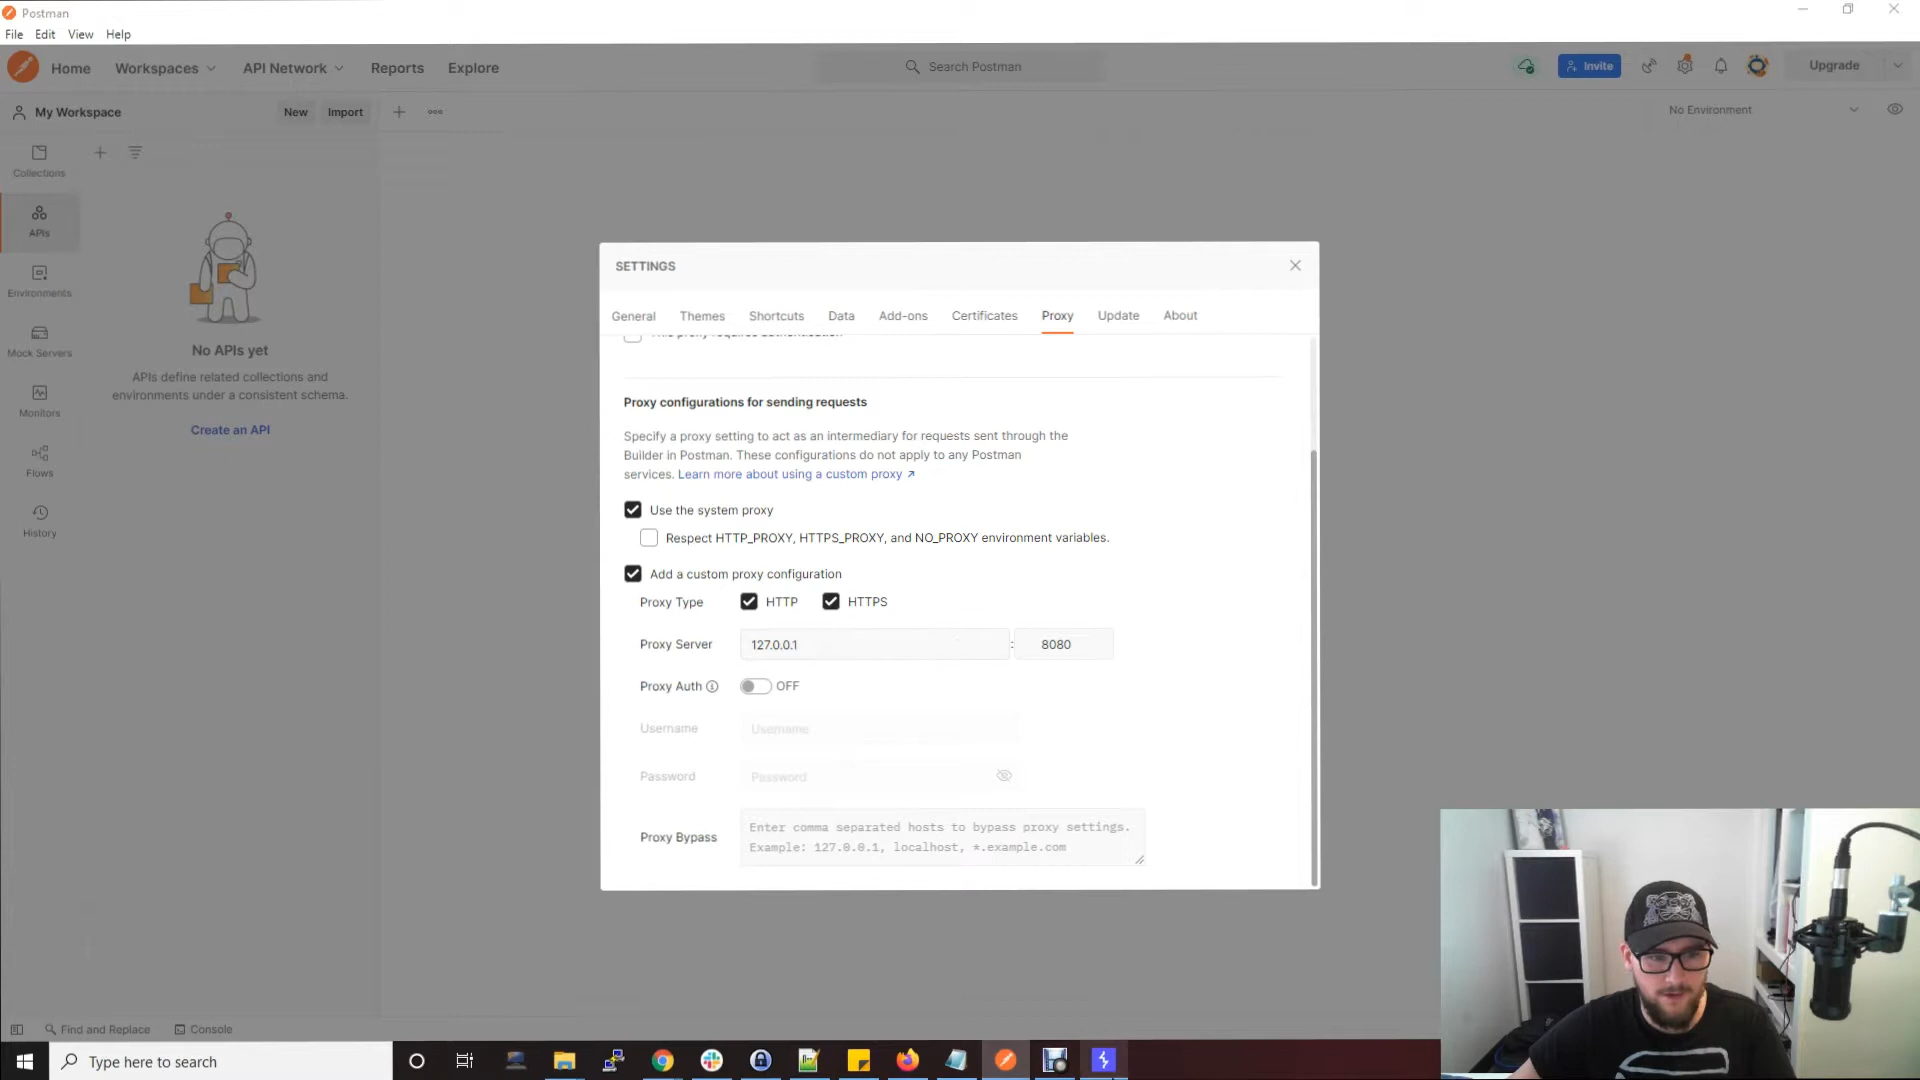 Postman
File Edit View Help
Home Workspaces API Network Reports Explore
Search Postman
Invite
Upgrade
My Workspace
New Import
No Environment
Collections
APIs
Environments
Mock Servers
Monitors
Flows
History
No APIs yet
APIs define related collections and
environments under a consistent schema.
Create an API
SETTINGS
General Themes Shortcuts Data Add-ons Certificates Proxy Update About
This proxy requires authentication
Proxy configurations for sending requests
Specify a proxy setting to act as an intermediary for requests sent through the
Builder in Postman. These configurations do not apply to any Postman
services. Learn more about using a custom proxy ↗
Use the system proxy
Respect HTTP_PROXY, HTTPS_PROXY, and NO_PROXY environment variables.
Add a custom proxy configuration
Proxy Type HTTP HTTPS
Proxy Server 127.0.0.1 : 8080
Proxy Auth OFF
Username Username
Password Password
Proxy Bypass
Enter comma separated hosts to bypass proxy settings.
Example: 127.0.0.1, localhost, *.example.com
Find and Replace Console
Type here to search